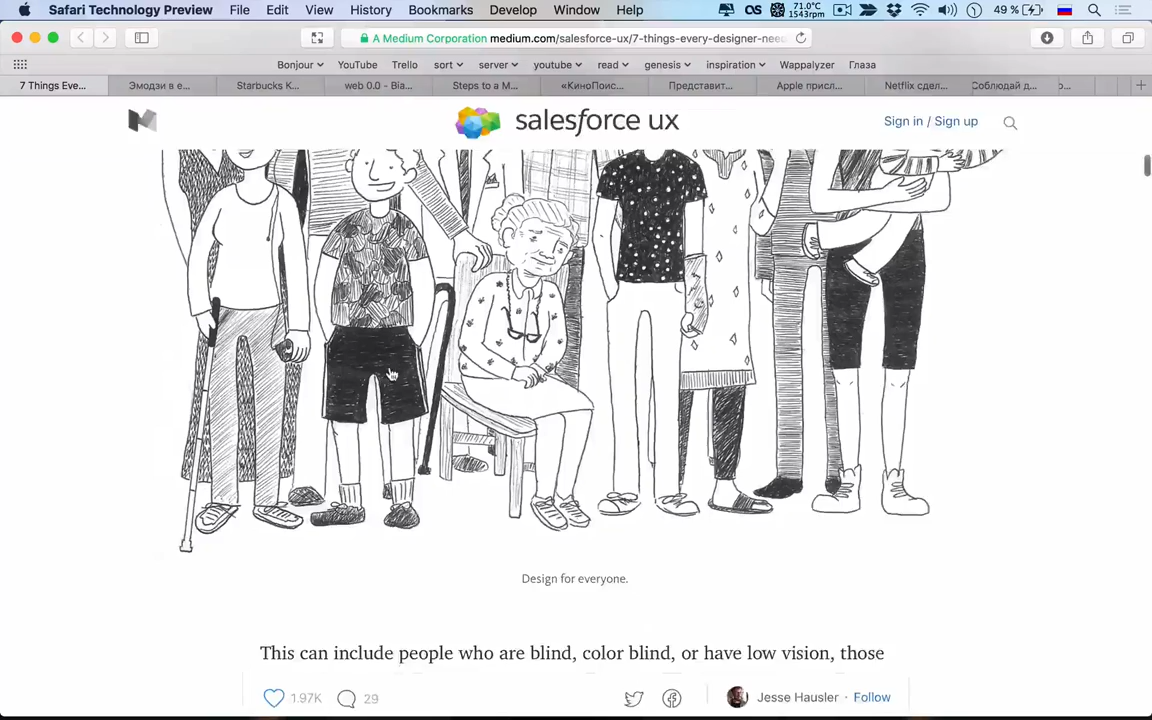 Safari Technology Preview File Edit View History Bookmarks Develop Window Help 71.0°C 1543rpm 49 %
A Medium Corporation medium.com/salesforce-ux/7-things-every-designer-need
Bonjour YouTube Trello sort server youtube read genesis inspiration Wappalyzer Глаза
7 Things Eve... Эмодзи в е... Starbucks K... web 0.0 - Bia... Steps to a M... «КиноПоис... Представит... Apple присл... Netflix сдел... Соблюдай д... о...
salesforce ux
Sign in / Sign up
Design for everyone.
This can include people who are blind, color blind, or have low vision, those
1.97K 29 Jesse Hausler · Follow